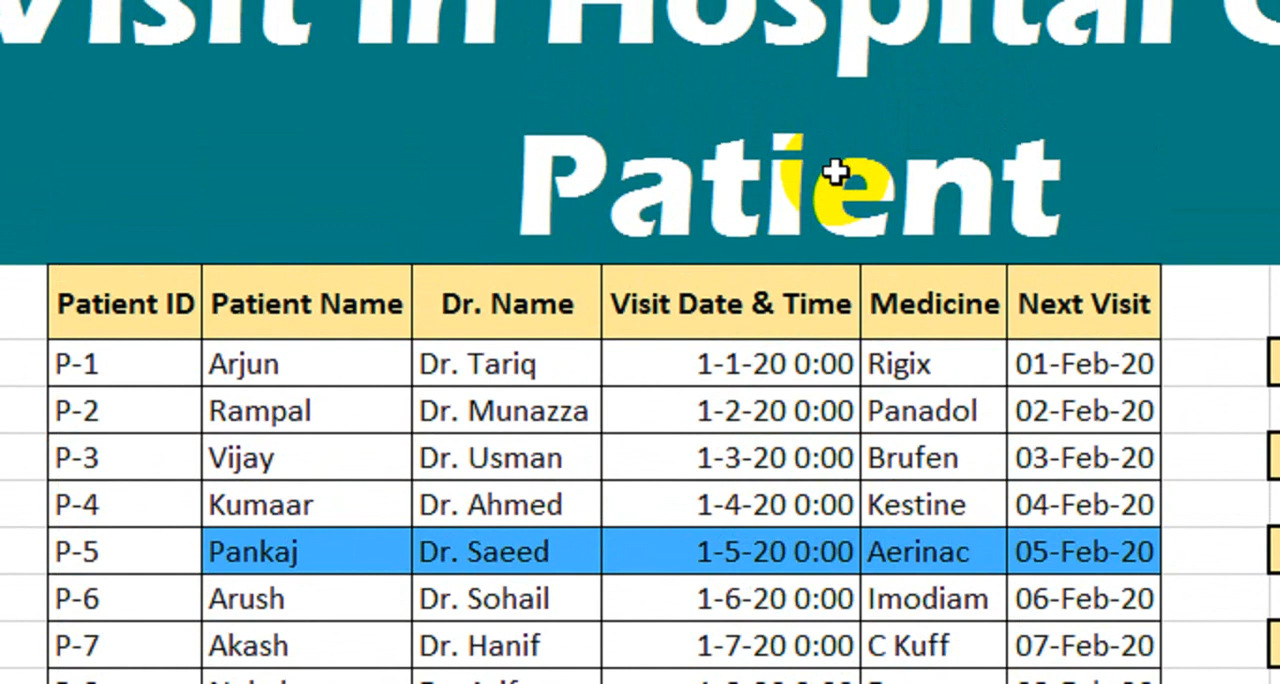 Visit in Hospital
Patient
Patient ID Patient Name Dr. Name Visit Date & Time Medicine Next Visit
P-1 Arjun Dr. Tariq 1-1-20 0:00 Rigix 01-Feb-20
P-2 Rampal Dr. Munazza 1-2-20 0:00 Panadol 02-Feb-20
P-3 Vijay Dr. Usman 1-3-20 0:00 Brufen 03-Feb-20
P-4 Kumaar Dr. Ahmed 1-4-20 0:00 Kestine 04-Feb-20
P-5 Pankaj Dr. Saeed 1-5-20 0:00 Aerinac 05-Feb-20
P-6 Arush Dr. Sohail 1-6-20 0:00 Imodiam 06-Feb-20
P-7 Akash Dr. Hanif 1-7-20 0:00 C Kuff 07-Feb-20